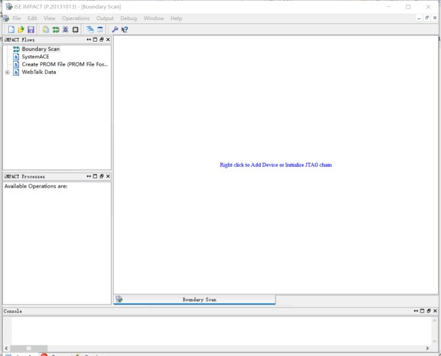 ISE iMPACT (P.20131013) - [Boundary Scan]
File Edit View Operations Output Debug Window Help
iMPACT Flows
Boundary Scan
SystemACE
Create PROM File (PROM File For...
WebTalk Data
Right click to Add Device or Initialize JTAG chain
iMPACT Processes
Available Operations are:
Boundary Scan
Console